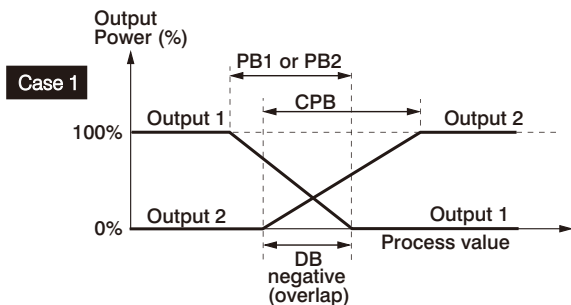 Output
Power (%)
PB1 or PB2
Case 1
CPB
Output 1
Output 2
100%
Output 2
Output 1
0%
Process value
DB
negative
(overlap)